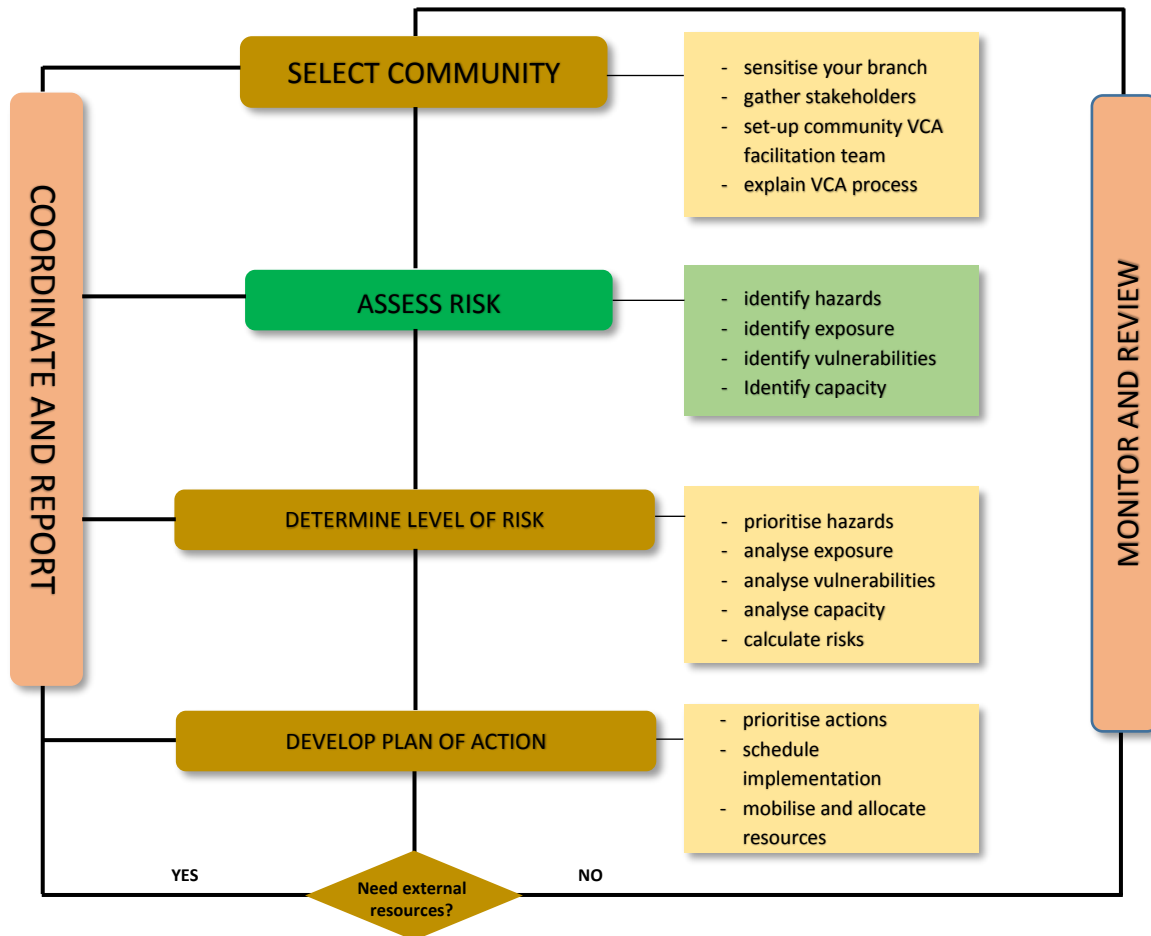 SELECT COMMUNITY
- sensitise your branch
- gather stakeholders
- set-up community VCA
facilitation team
- explain VCA process
COORDINATE AND REPORT
MONITOR AND REVIEW
ASSESS RISK
- identify hazards
- identify exposure
- identify vulnerabilities
- Identify capacity
DETERMINE LEVEL OF RISK
- prioritise hazards
- analyse exposure
- analyse vulnerabilities
- analyse capacity
- calculate risks
DEVELOP PLAN OF ACTION
- prioritise actions
- schedule
implementation
- mobilise and allocate
resources
YES
Need external
resources?
NO